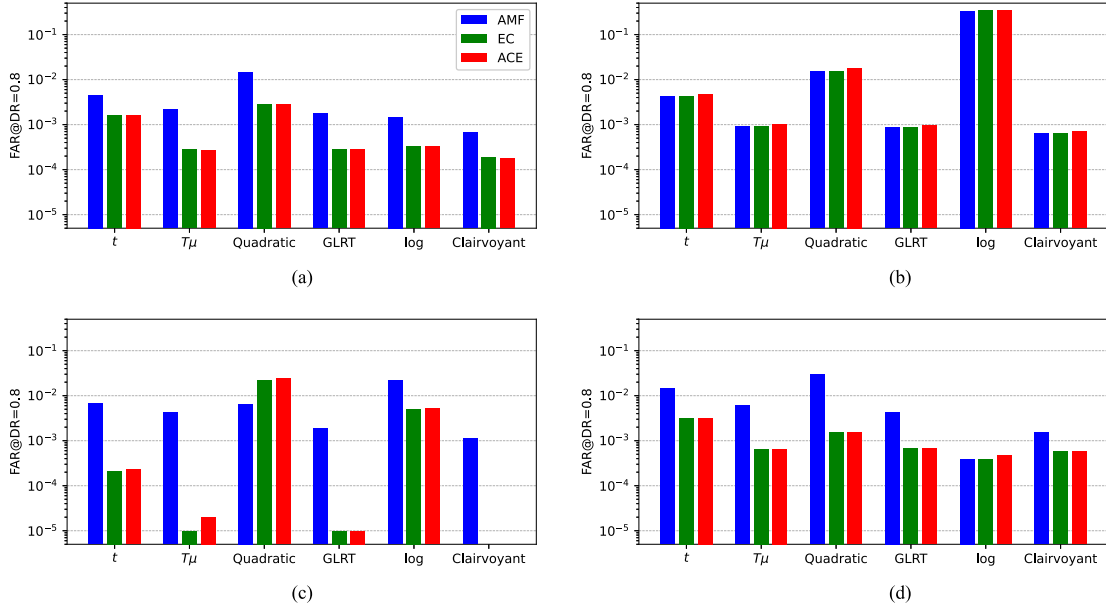 10⁻¹
10⁻²
10⁻³
10⁻⁴
10⁻⁵
FAR@DR=0.8
AMF
EC
ACE
t Tμ Quadratic GLRT log Clairvoyant
(a)
10⁻¹
10⁻²
10⁻³
10⁻⁴
10⁻⁵
FAR@DR=0.8
t Tμ Quadratic GLRT log Clairvoyant
(b)
10⁻¹
10⁻²
10⁻³
10⁻⁴
10⁻⁵
FAR@DR=0.8
t Tμ Quadratic GLRT log Clairvoyant
(c)
10⁻¹
10⁻²
10⁻³
10⁻⁴
10⁻⁵
FAR@DR=0.8
t Tμ Quadratic GLRT log Clairvoyant
(d)